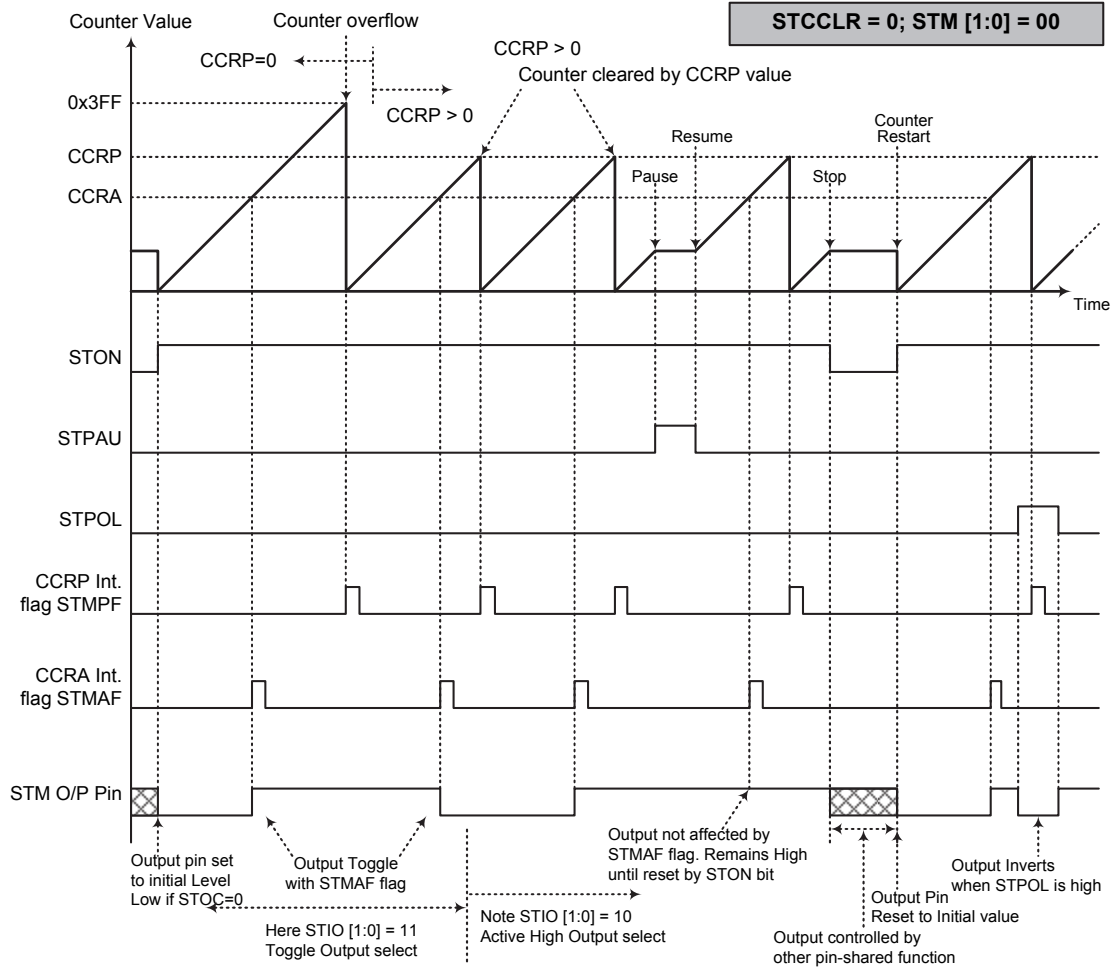 Counter Value
Counter overflow
STCCLR = 0; STM [1:0] = 00
CCRP=0
CCRP > 0
CCRP > 0
Counter cleared by CCRP value
0x3FF
CCRP
CCRA
Pause
Resume
Stop
Counter
Restart
Time
STON
STPAU
STPOL
CCRP Int.
flag STMPF
CCRA Int.
flag STMAF
STM O/P Pin
Output pin set
to initial Level
Low if STOC=0
Output Toggle
with STMAF flag
Here STIO [1:0] = 11
Toggle Output select
Note STIO [1:0] = 10
Active High Output select
Output not affected by
STMAF flag. Remains High
until reset by STON bit
Output controlled by
other pin-shared function
Output Pin
Reset to Initial value
Output Inverts
when STPOL is high